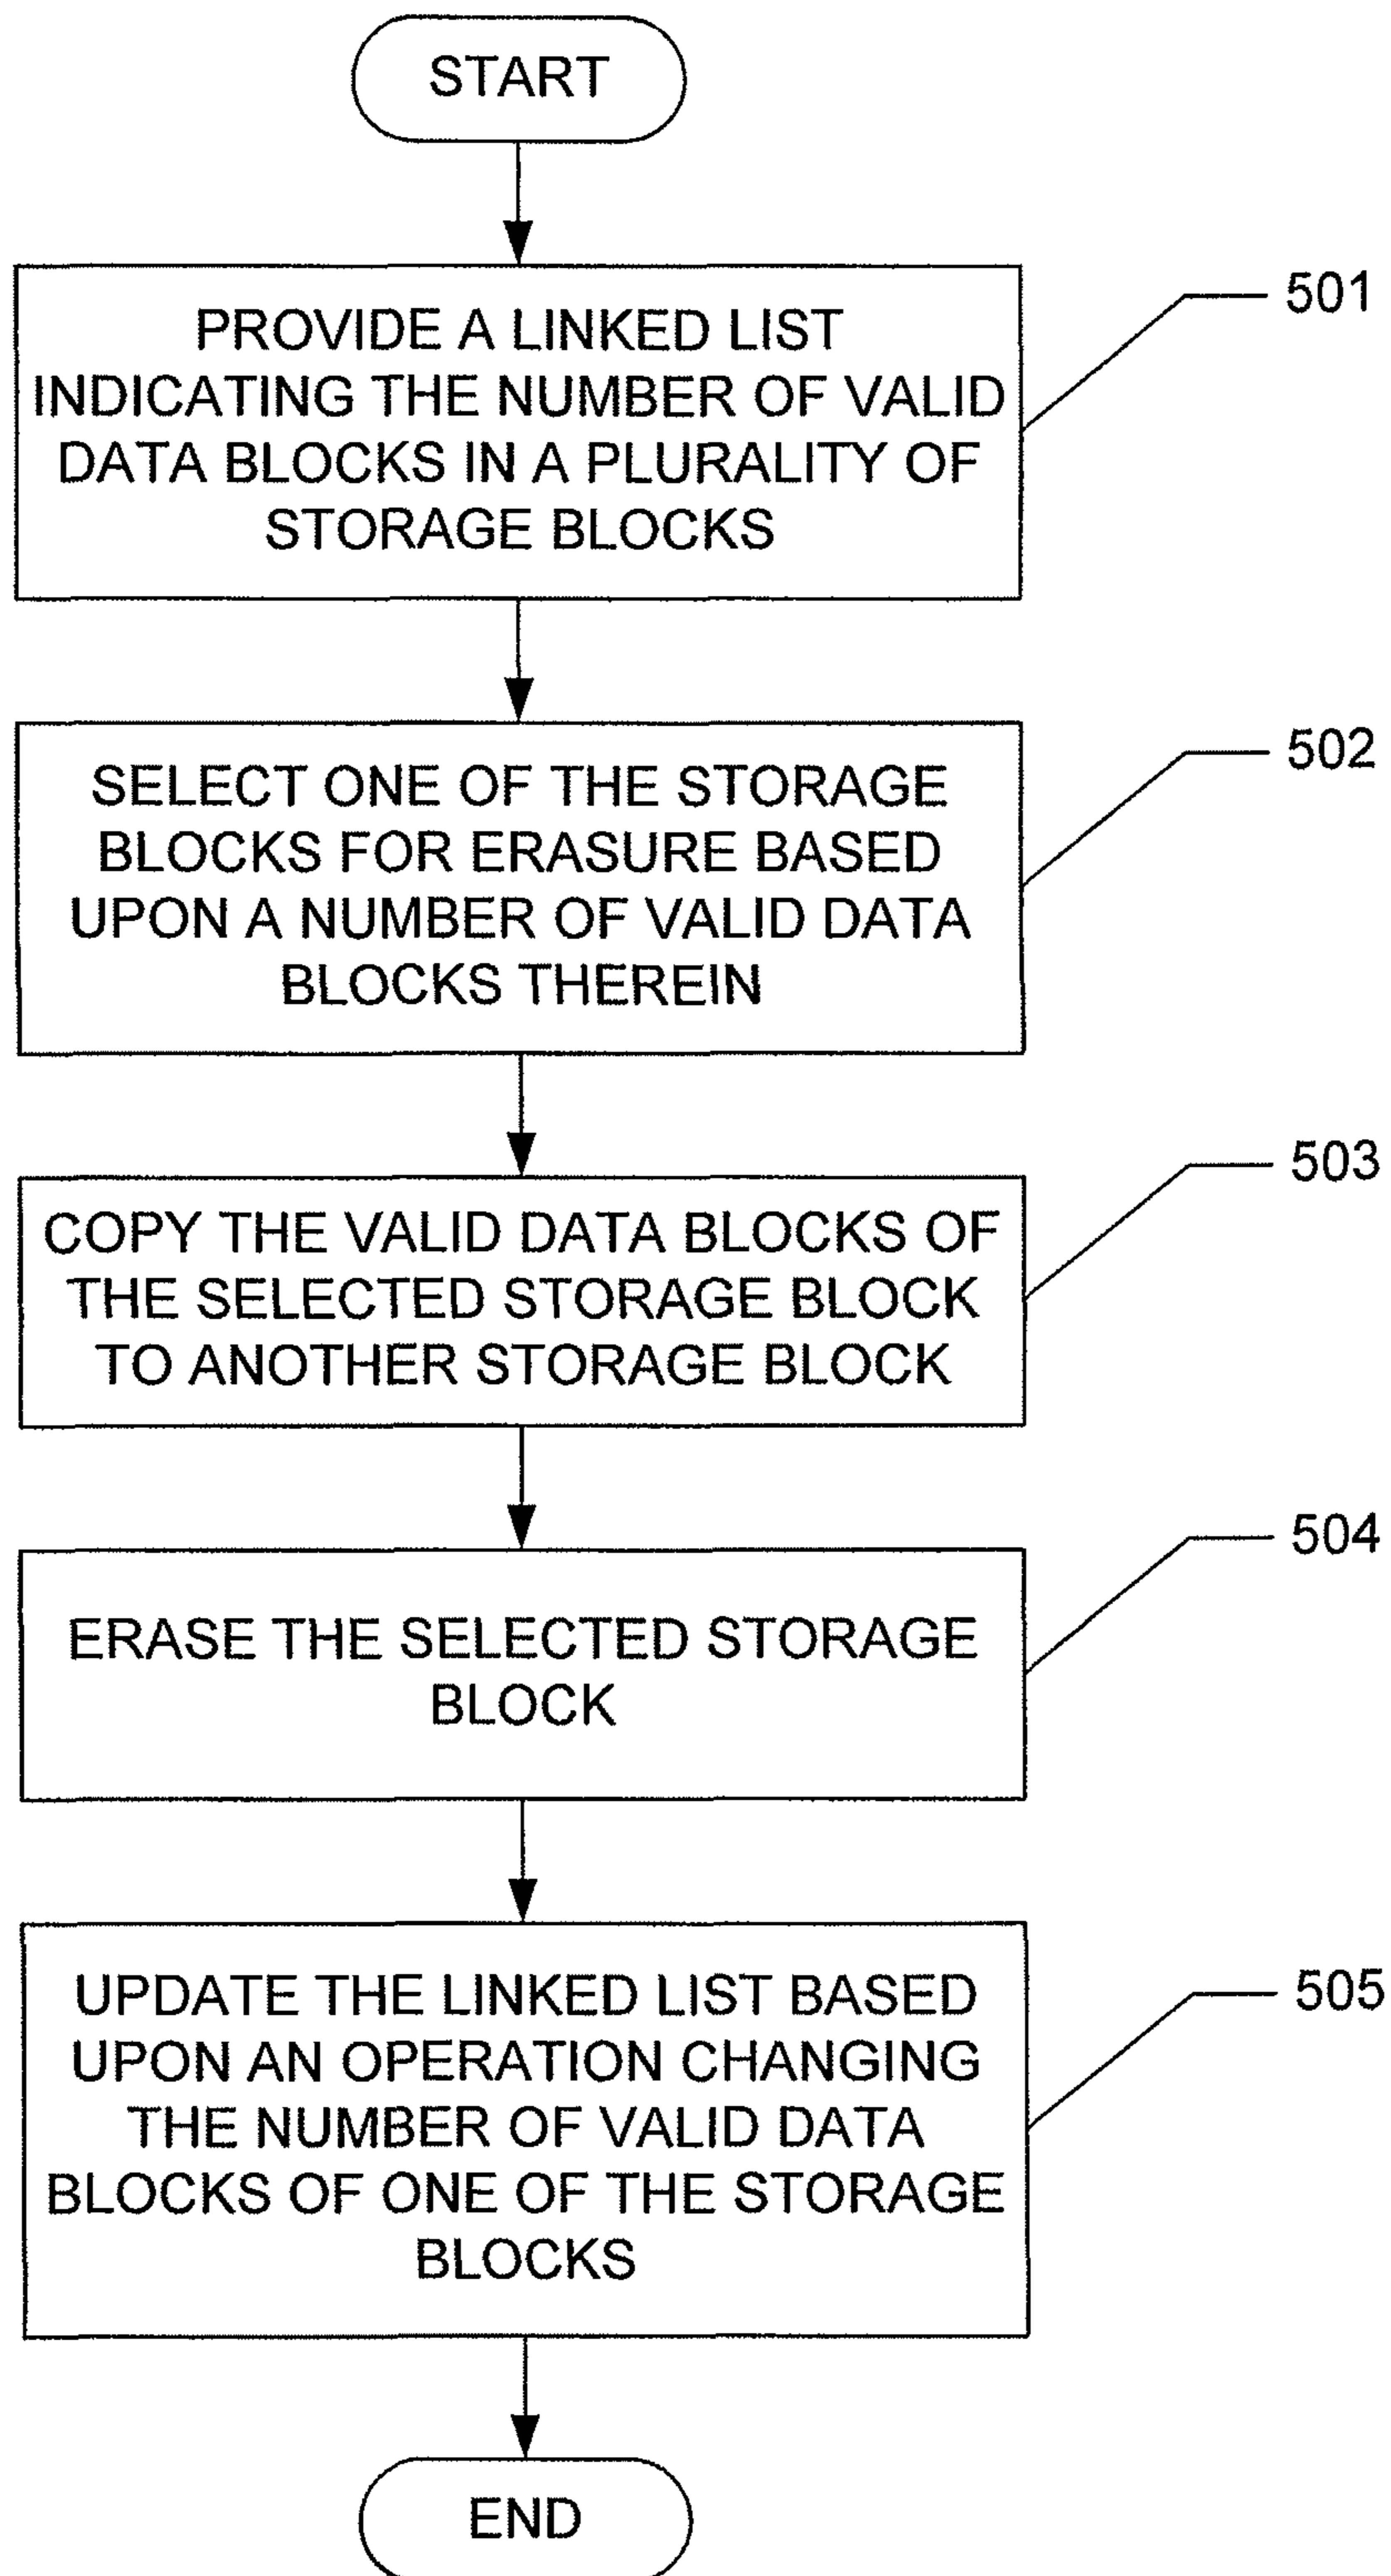 START
PROVIDE A LINKED LIST
INDICATING THE NUMBER OF VALID
DATA BLOCKS IN A PLURALITY OF
STORAGE BLOCKS
501
SELECT ONE OF THE STORAGE
BLOCKS FOR ERASURE BASED
UPON A NUMBER OF VALID DATA
BLOCKS THEREIN
502
COPY THE VALID DATA BLOCKS OF
THE SELECTED STORAGE BLOCK
TO ANOTHER STORAGE BLOCK
503
ERASE THE SELECTED STORAGE
BLOCK
504
UPDATE THE LINKED LIST BASED
UPON AN OPERATION CHANGING
THE NUMBER OF VALID DATA
BLOCKS OF ONE OF THE STORAGE
BLOCKS
505
END